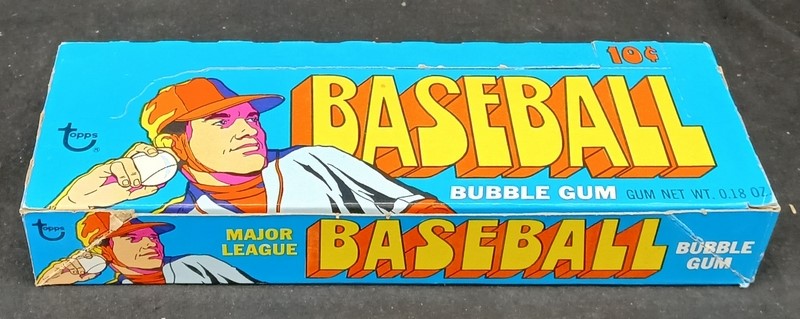 10¢
topps
BASEBALL
BUBBLE GUM GUM NET WT. 0.18 OZ.
topps
MAJOR
LEAGUE
BASEBALL
BUBBLE
GUM